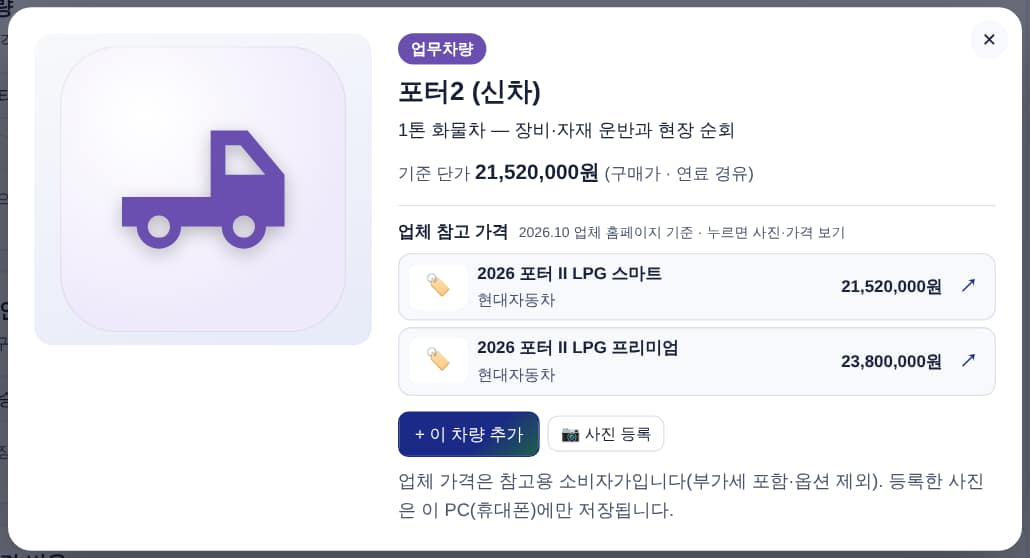 업무차량
포터2 (신차)
1톤 화물차 — 장비·자재 운반과 현장 순회
기준 단가 21,520,000원 (구매가 · 연료 경유)
업체 참고 가격 2026.10 업체 홈페이지 기준 · 누르면 사진·가격 보기
2026 포터 II LPG 스마트
현대자동차
21,520,000원 ↗
2026 포터 II LPG 프리미엄
현대자동차
23,800,000원 ↗
+ 이 차량 추가
사진 등록
업체 가격은 참고용 소비자가입니다(부가세 포함·옵션 제외). 등록한 사진
은 이 PC(휴대폰)에만 저장됩니다.